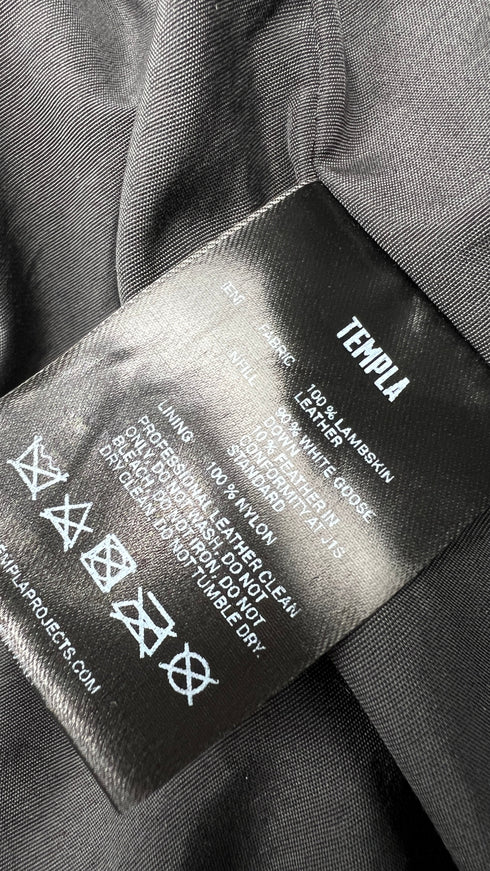 TEMPLA
[EN]
FABRIC 100% LAMBSKIN
LEATHER
90% WHITE GOOSE
DOWN
10% FEATHER IN
CONFORMITY AT JIS
STANDARD
LINING 100% NYLON
PROFESSIONAL LEATHER CLEAN
ONLY, DO NOT WASH, DO NOT
BLEACH, DO NOT IRON, DO NOT
DRY CLEAN, DO NOT TUMBLE DRY.
EMPLAPROJECTS.COM